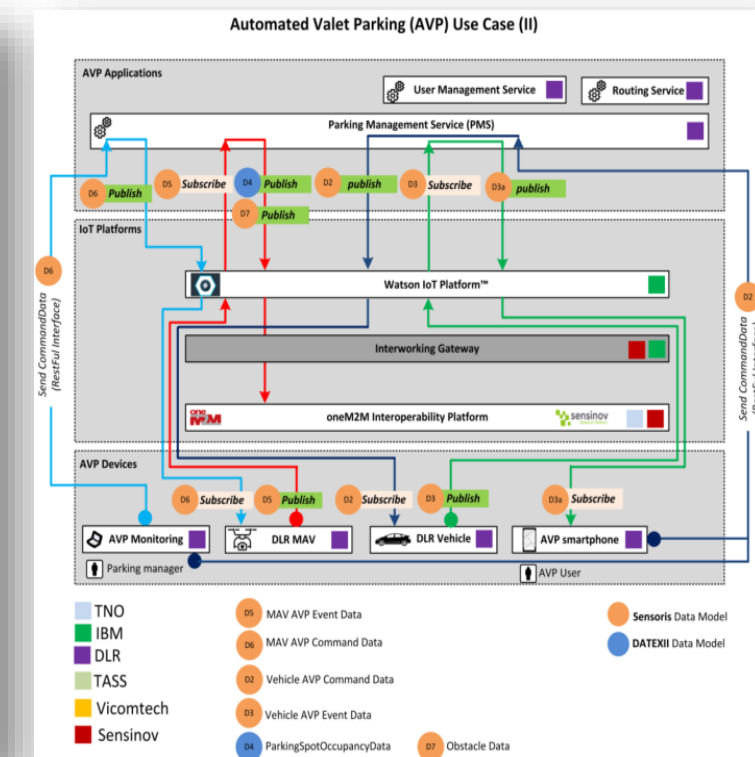 Automated Valet Parking (AVP) Use Case (II)
AVP Applications
User Management Service
Routing Service
Parking Management Service (PMS)
D6 Publish
D5 Subscribe
D4 Publish
D2 publish
D3 Subscribe
D3a publish
D7 Publish
IoT Platforms
D6
Send CommandData
(RestFul Interface)
Watson IoT Platform™
D2
Send CommandData
Interworking Gateway
one M2M
oneM2M Interoperability Platform
sensinov
AVP Devices
D6 Subscribe
D5 Publish
D2 Subscribe
D3 Publish
D3a Subscribe
AVP Monitoring
DLR MAV
DLR Vehicle
AVP smartphone
Parking manager
AVP User
TNO
IBM
DLR
TASS
Vicomtech
Sensinov
D5 MAV AVP Event Data
D6 MAV AVP Command Data
D2 Vehicle AVP Command Data
D3 Vehicle AVP Event Data
D4 ParkingSpotOccupancyData
D7 Obstacle Data
Sensoris Data Model
DATEXII Data Model